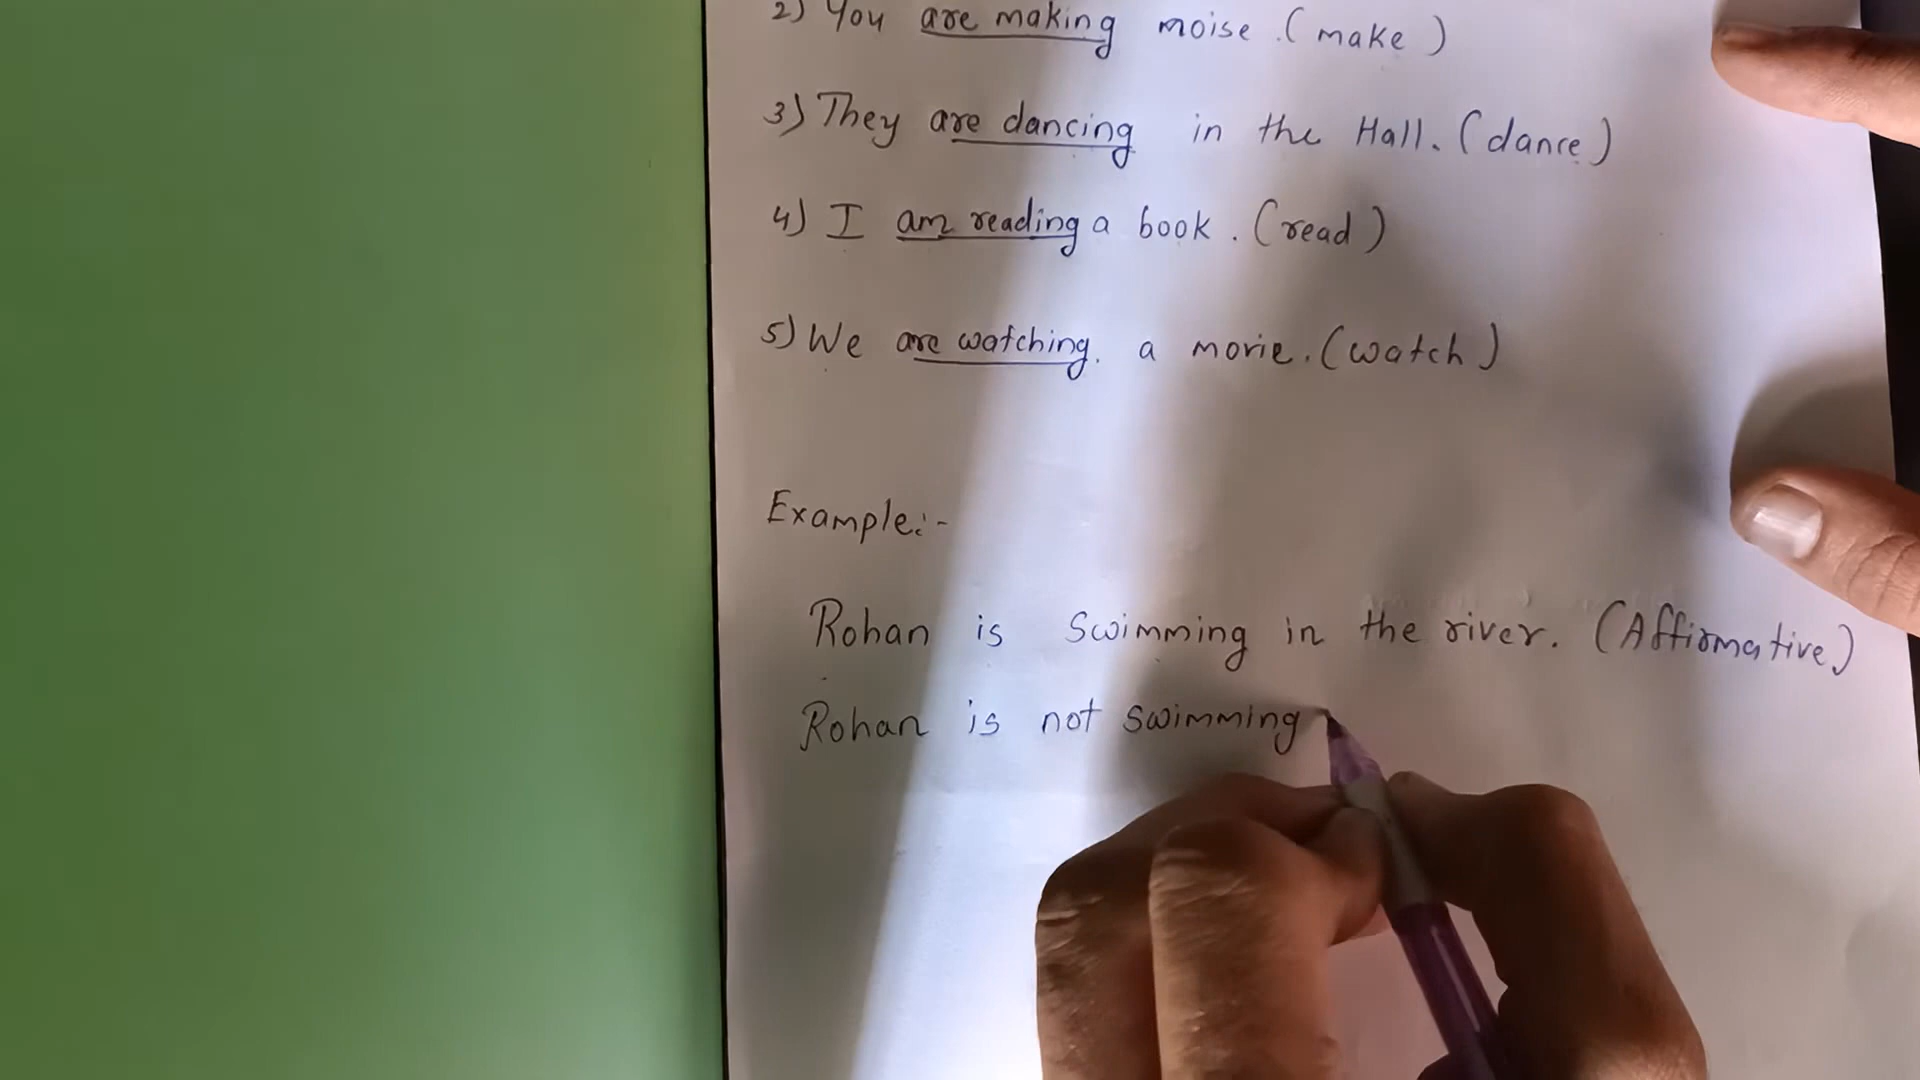 2) You are making noise. (make)
3) They are dancing in the Hall. (dance)
4) I am reading a book. (read)
5) We are watching a movie. (watch)
Example:-
Rohan is swimming in the river. (Affirmative)
Rohan is not swimming